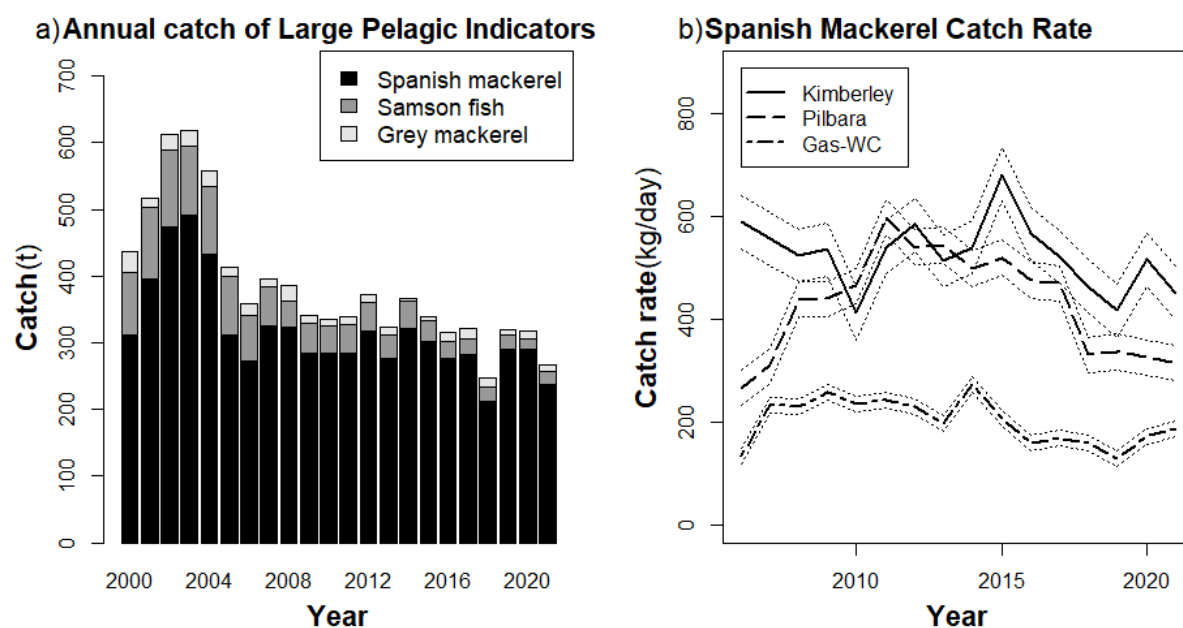 a)Annual catch of Large Pelagic Indicators
Catch (t)
700
600
500
400
300
200
100
0
Spanish mackerel
Samson fish
Grey mackerel
2000 2004 2008 2012 2016 2020
Year
b)Spanish Mackerel Catch Rate
Catch rate(kg/day)
800
600
400
200
0
Kimberley
Pilbara
Gas-WC
2010 2015 2020
Year